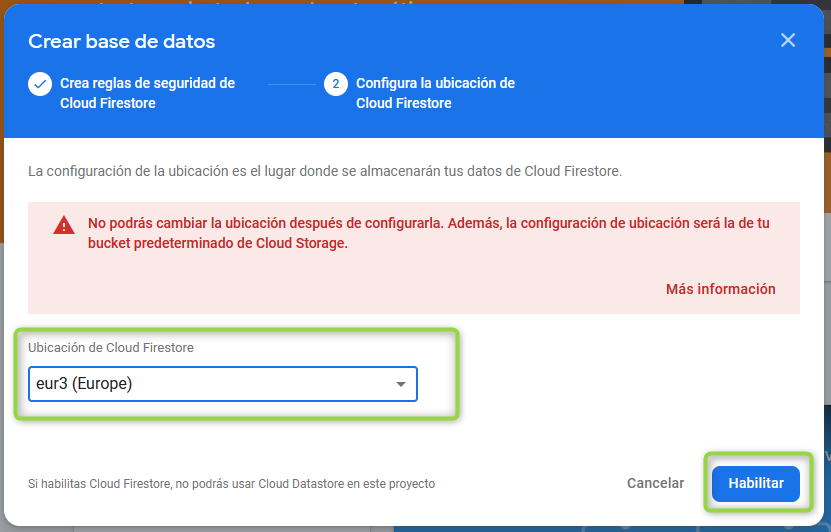 Crear base de datos
Crea reglas de seguridad de
Cloud Firestore
2
Configura la ubicación de
Cloud Firestore
La configuración de la ubicación es el lugar donde se almacenarán tus datos de Cloud Firestore.
No podrás cambiar la ubicación después de configurarla. Además, la configuración de ubicación será la de tu
bucket predeterminado de Cloud Storage.
Más información
Ubicación de Cloud Firestore
eur3 (Europe)
Si habilitas Cloud Firestore, no podrás usar Cloud Datastore en este proyecto
Cancelar
Habilitar